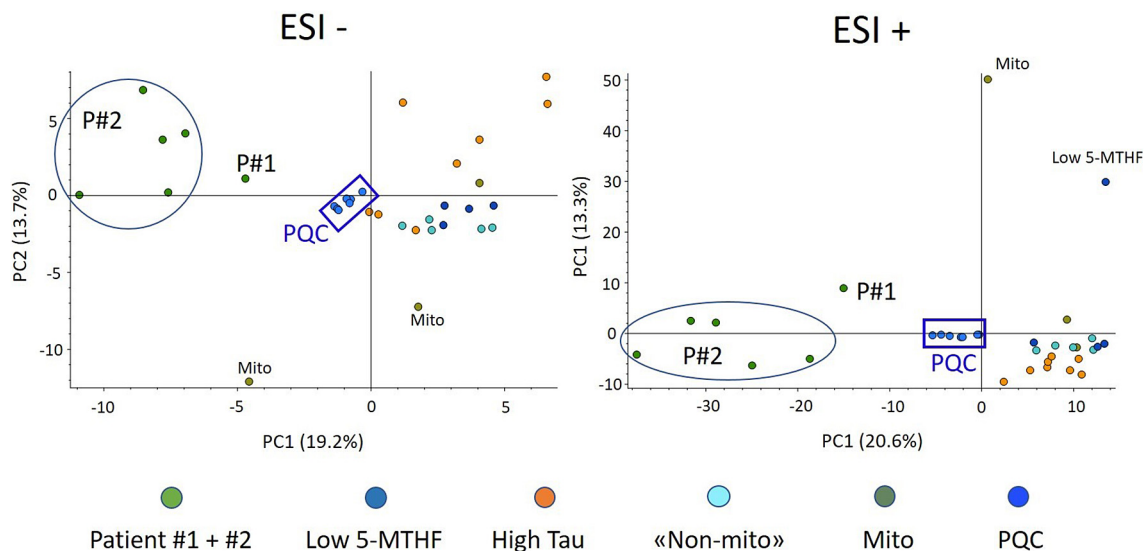 ESI -
P#2
P#1
PQC
Mito
Mito
5
0
-5
-10
PC2 (13.7%)
-10
-5
0
5
PC1 (19.2%)
ESI +
Mito
Low 5-MTHF
P#1
P#2
PQC
50
40
30
20
10
0
-10
PC1 (13.3%)
-30
-20
-10
0
10
PC1 (20.6%)
Patient #1 + #2
Low 5-MTHF
High Tau
«Non-mito»
Mito
PQC